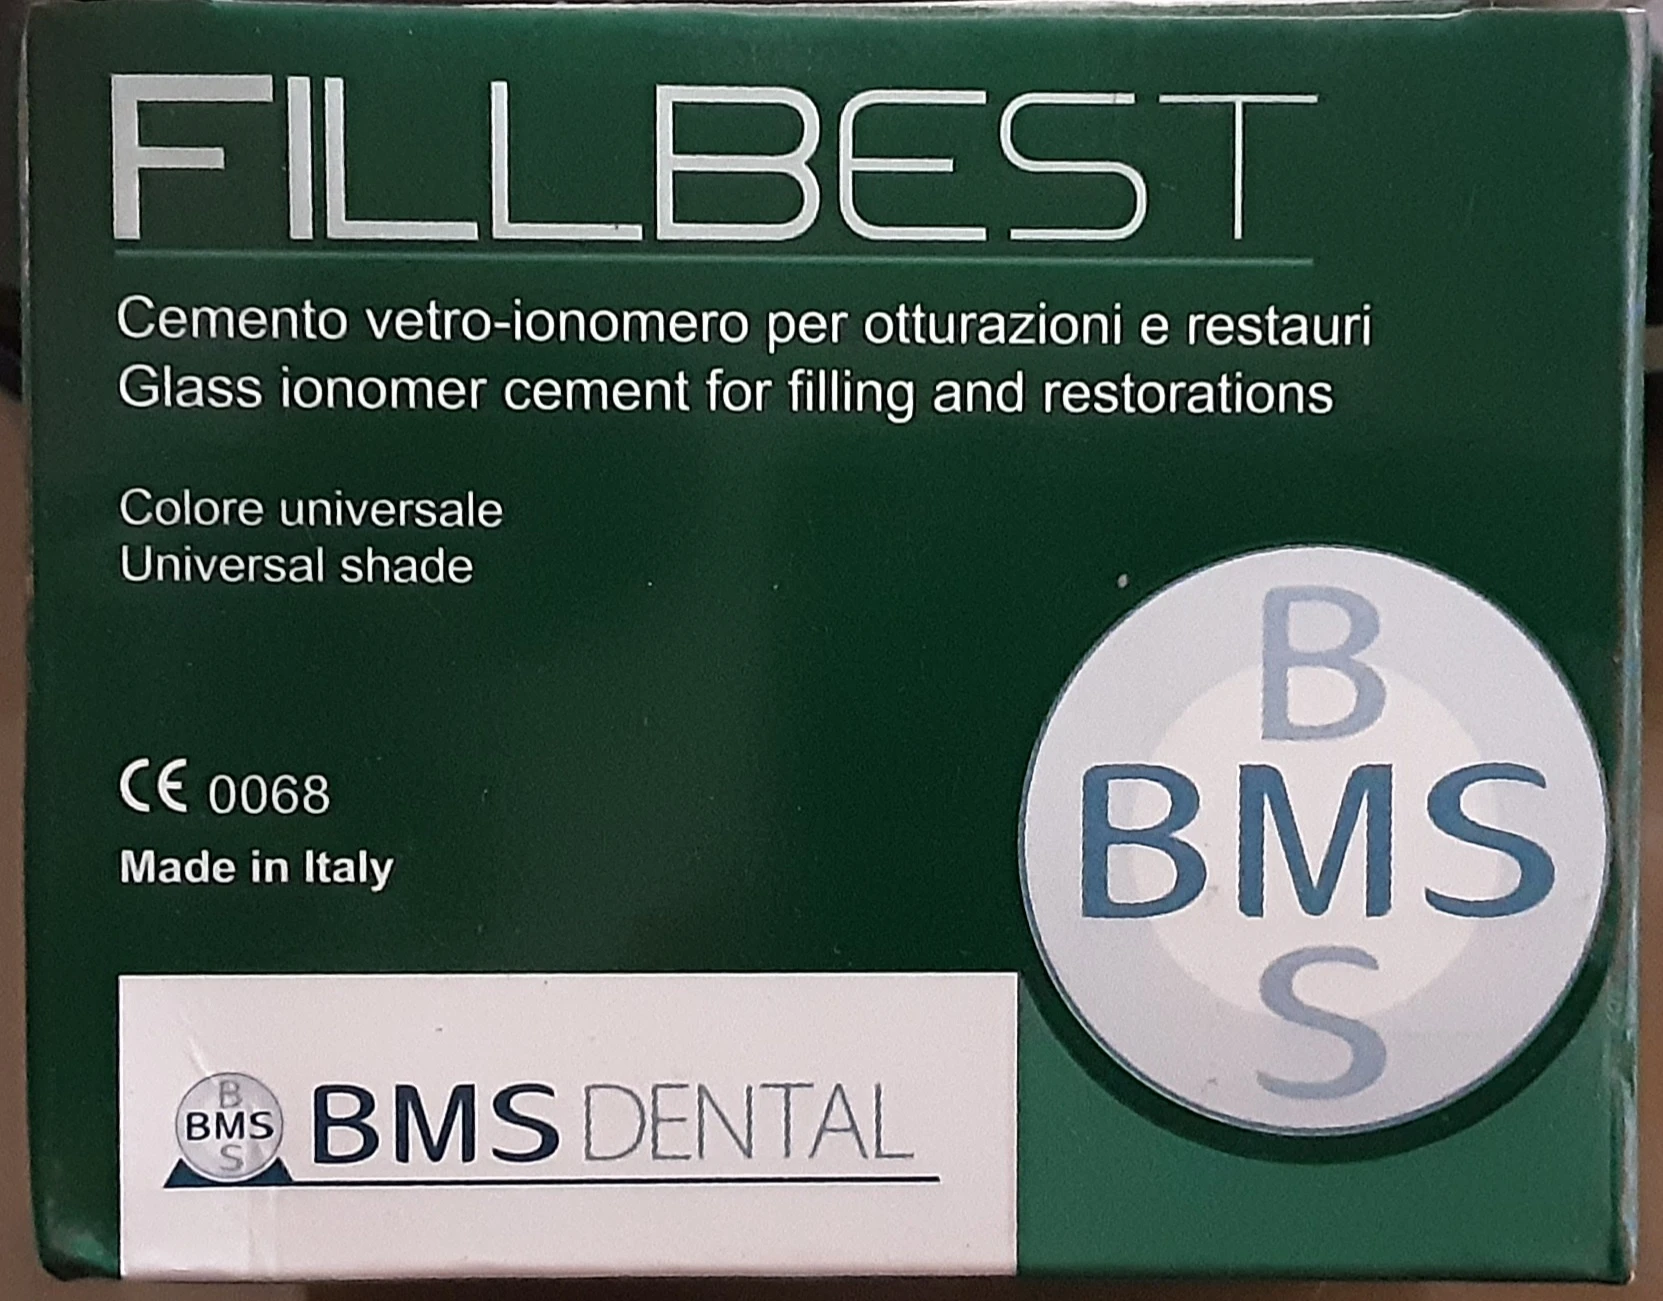 FILLBEST
Cemento vetro-ionomero per otturazioni e restauri
Glass ionomer cement for filling and restorations
Colore universale
Universal shade
CE 0068
Made in Italy
B
BMS
S
B
BMS
S
BMS DENTAL